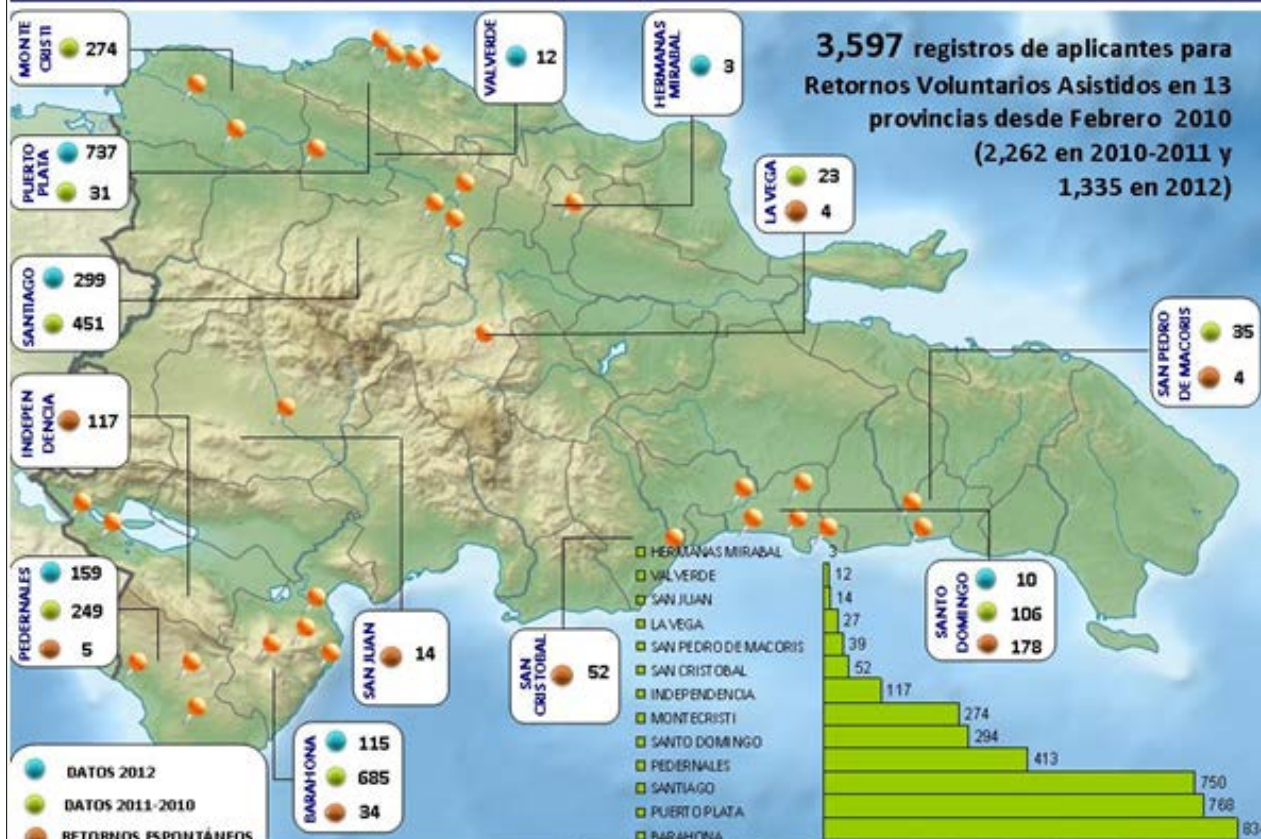 3,597 registros de aplicantes para
Retornos Voluntarios Asistidos en 13
provincias desde Febrero 2010
(2,262 en 2010-2011 y
1,335 en 2012)
MONTE
CRISTI
274
VALVERDE
12
HERMANAS
MIRABAL
3
PUERTO
PLATA
737
31
LA VEGA
23
4
SANTIAGO
299
451
SAN PEDRO
DE MACORIS
35
4
INDEPEN
DENCIA
117
PEDERNALES
159
249
5
SAN JUAN
14
SAN
CRISTOBAL
52
SANTO
DOMINGO
10
106
178
BARAHONA
115
685
34
DATOS 2012
DATOS 2011-2010
RETORNOS ESPONTÁNEOS
HERMANAS MIRABAL 3
VALVERDE 12
SAN JUAN 14
LA VEGA 27
SAN PEDRO DE MACORIS 39
SAN CRISTOBAL 52
INDEPENDENCIA 117
MONTECRISTI 274
SANTO DOMINGO 294
PEDERNALES 413
SANTIAGO 750
PUERTO PLATA 768
BARAHONA 83